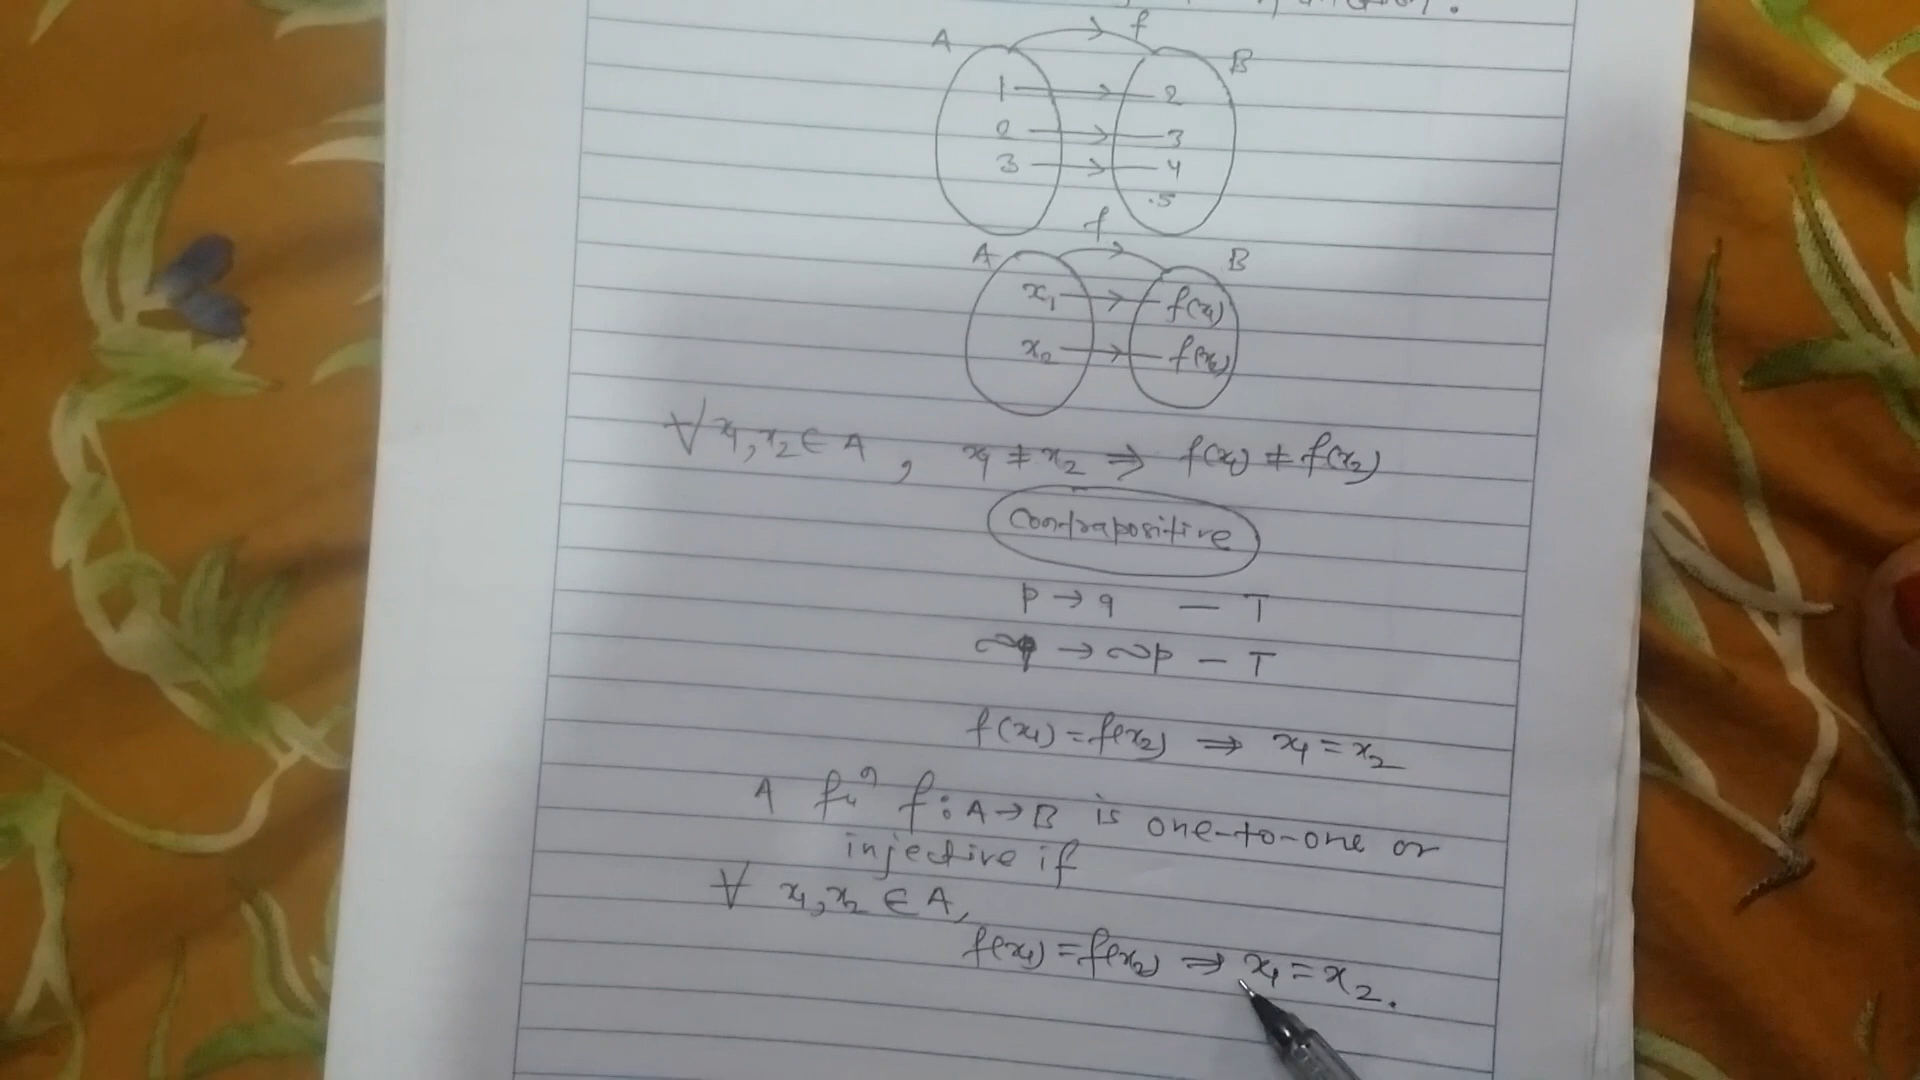 f
A B
1 2
2 3
3 4
.5
f
A B
x₁ f(x₁)
x₂ f(x₂)
∀ x₁, x₂ ∈ A , x₁ ≠ x₂ ⇒ f(x₁) ≠ f(x₂)
Contrapositive
p → q — T
~q → ~p — T
f(x₁) = f(x₂) ⇒ x₁ = x₂
A fⁿ f : A → B is one-to-one or
injective if
∀ x₁, x₂ ∈ A,
f(x₁) = f(x₂) ⇒ x₁ = x₂.